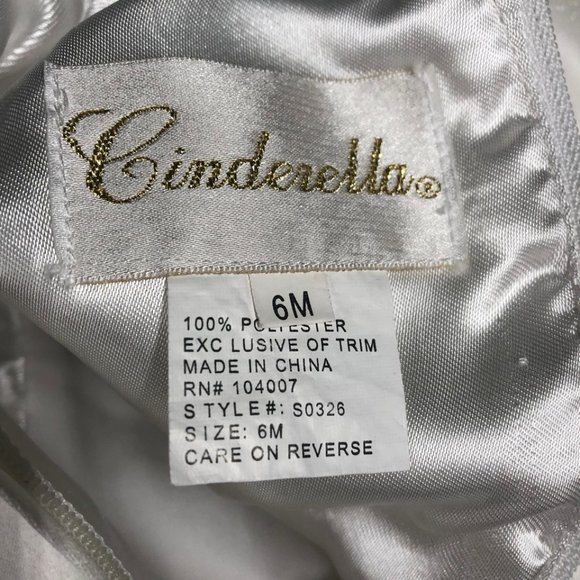 Cinderella®
6M
100% POLYESTER
EXC LUSIVE OF TRIM
MADE IN CHINA
RN# 104007
S TYLE#: S0326
SIZE: 6M
CARE ON REVERSE